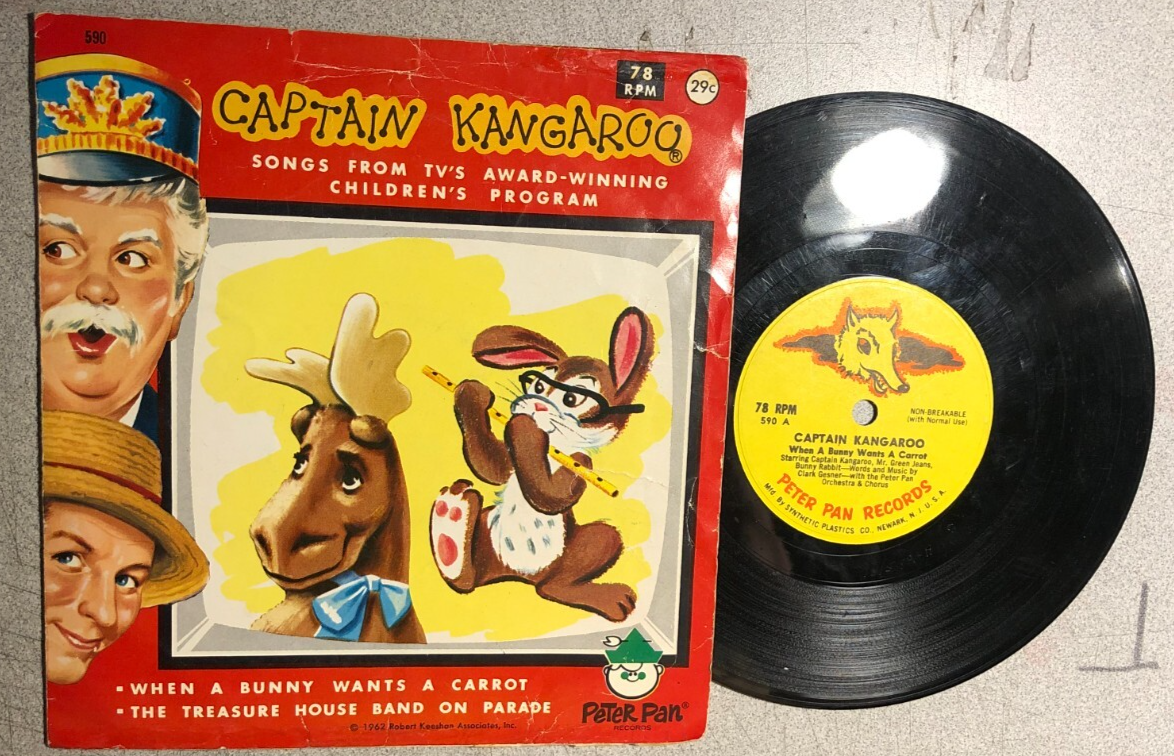 590
78
RPM
29c
CAPTAIN KANGAROO®
SONGS FROM TV'S AWARD-WINNING
CHILDREN'S PROGRAM
▪ WHEN A BUNNY WANTS A CARROT
▪ THE TREASURE HOUSE BAND ON PARADE
© 1962 Robert Keeshan Associates, Inc.
Peter Pan®
RECORDS
78 RPM
590 A
NON-BREAKABLE
(with Normal Use)
CAPTAIN KANGAROO
When A Bunny Wants A Carrot
Starring Captain Kangaroo, Mr. Green Jeans,
Bunny Rabbit—Words and Music by
Clark Gesner—with the Peter Pan
Orchestra & Chorus
PETER PAN RECORDS
Mfd. By SYNTHETIC PLASTICS CO., NEWARK, N.J. U.S.A.